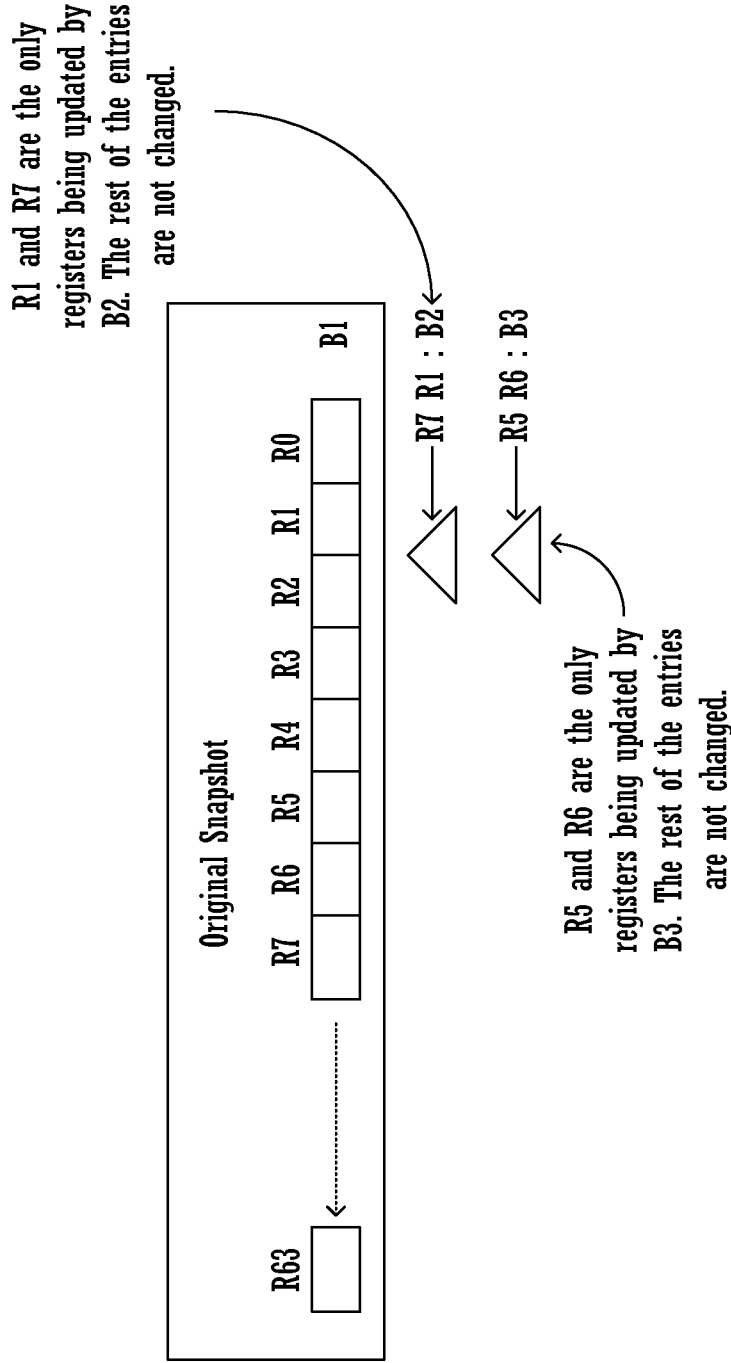 R1 and R7 are the only
registers being updated by
B2. The rest of the entries
are not changed.
Original Snapshot
R63
R7
R6
R5
R4
R3
R2
R1
R0
B1
R7 R1 : B2
R5 R6 : B3
R5 and R6 are the only
registers being updated by
B3. The rest of the entries
are not changed.